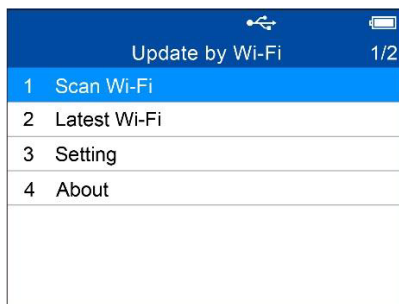 Update by Wi-Fi 1/2
1 Scan Wi-Fi
2 Latest Wi-Fi
3 Setting
4 About